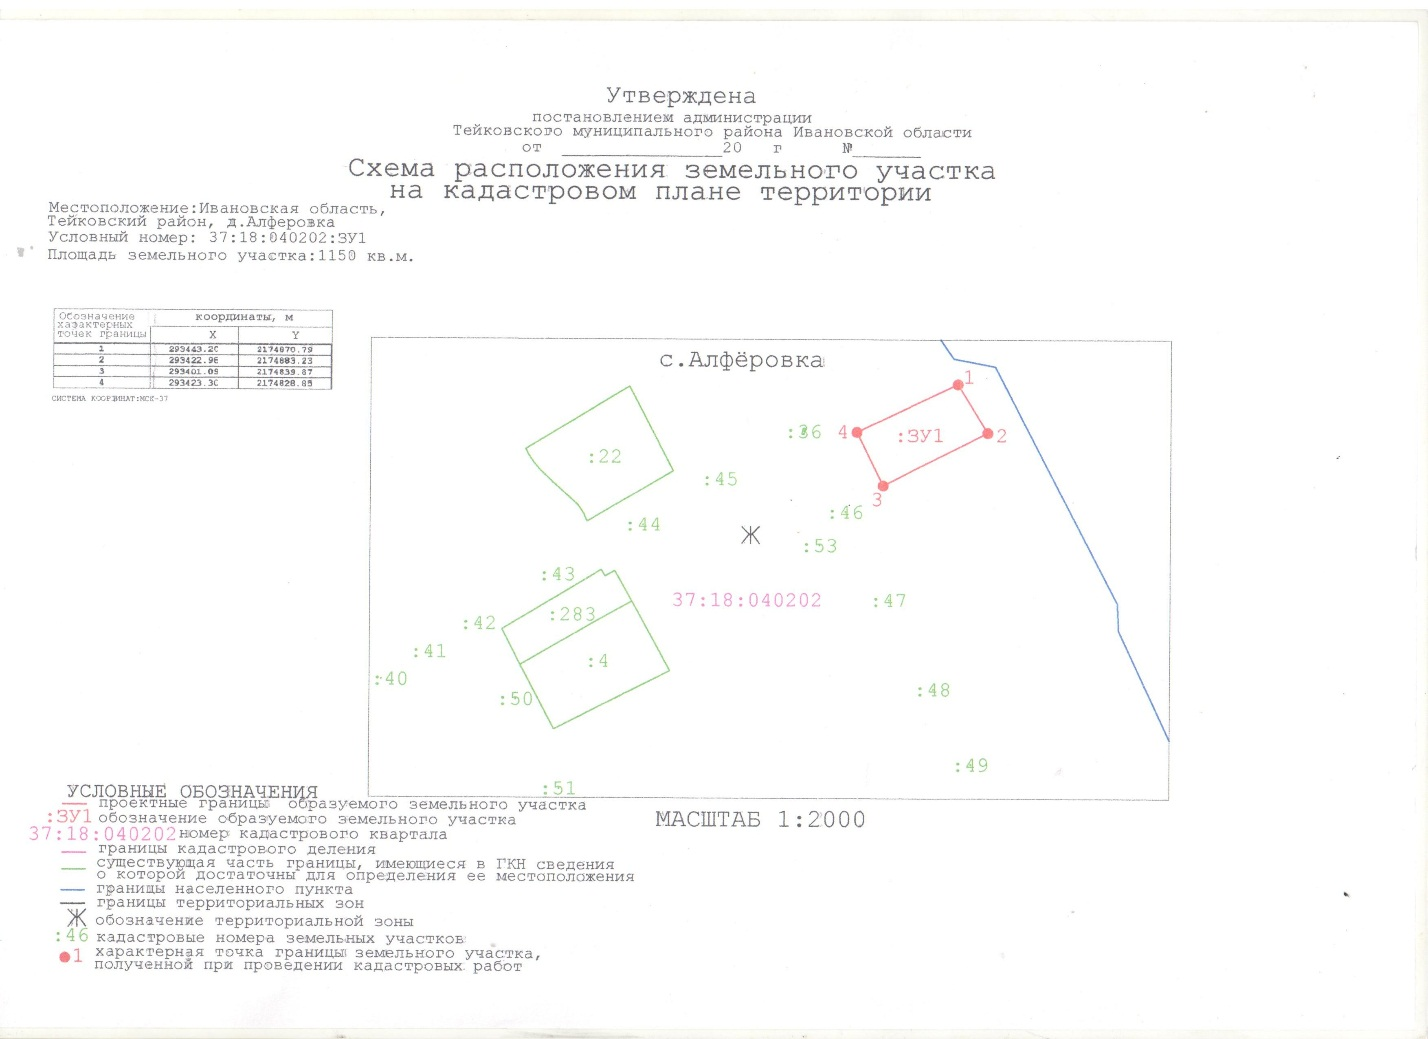 Утверждена
постановлением администрации
Тейковского муниципального района Ивановской области
от ________________20 г №_______
Схема расположения земельного участка
на кадастровом плане территории
Местоположение:Ивановская область,
Тейковский район, д.Алферовка
Условный номер: 37:18:040202:ЗУ1
Площадь земельного участка:1150 кв.м.
Обозначение
характерных
точек границы
координаты, м
X Y
1 293443.20 2174870.79
2 293422.96 2174883.23
3 293401.09 2174839.87
4 293423.30 2174828.85
СИСТЕМА КООРДИНАТ:МСК-37
с.Алфёровка
1
:36 4 :ЗУ1 2
:22
:45
3
:46
:44
Ж
:53
:43
37:18:040202 :47
:283
:42
:41
:4
:40
:50
:48
:49
:51
МАСШТАБ 1:2000
УСЛОВНЫЕ ОБОЗНАЧЕНИЯ
проектные границы образуемого земельного участка
:ЗУ1 обозначение образуемого земельного участка
37:18:040202 номер кадастрового квартала
границы кадастрового деления
существующая часть границы, имеющиеся в ГКН сведения
о которой достаточны для определения ее местоположения
границы населенного пункта
границы территориальных зон
Ж обозначение территориальной зоны
:46 кадастровые номера земельных участков
1 характерная точка границы земельного участка,
полученной при проведении кадастровых работ